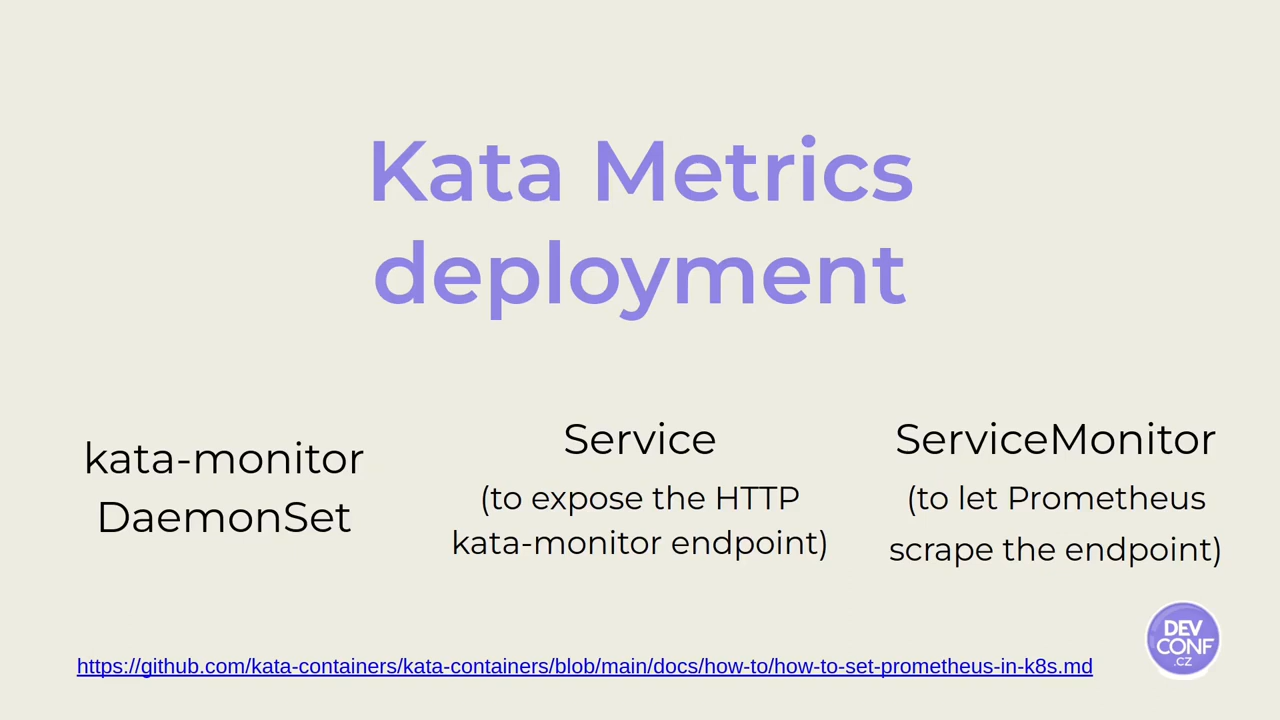 Kata Metrics
deployment
kata-monitor
DaemonSet
Service
(to expose the HTTP
kata-monitor endpoint)
ServiceMonitor
(to let Prometheus
scrape the endpoint)
https://github.com/kata-containers/kata-containers/blob/main/docs/how-to/how-to-set-prometheus-in-k8s.md
DEV
CONF
.CZ